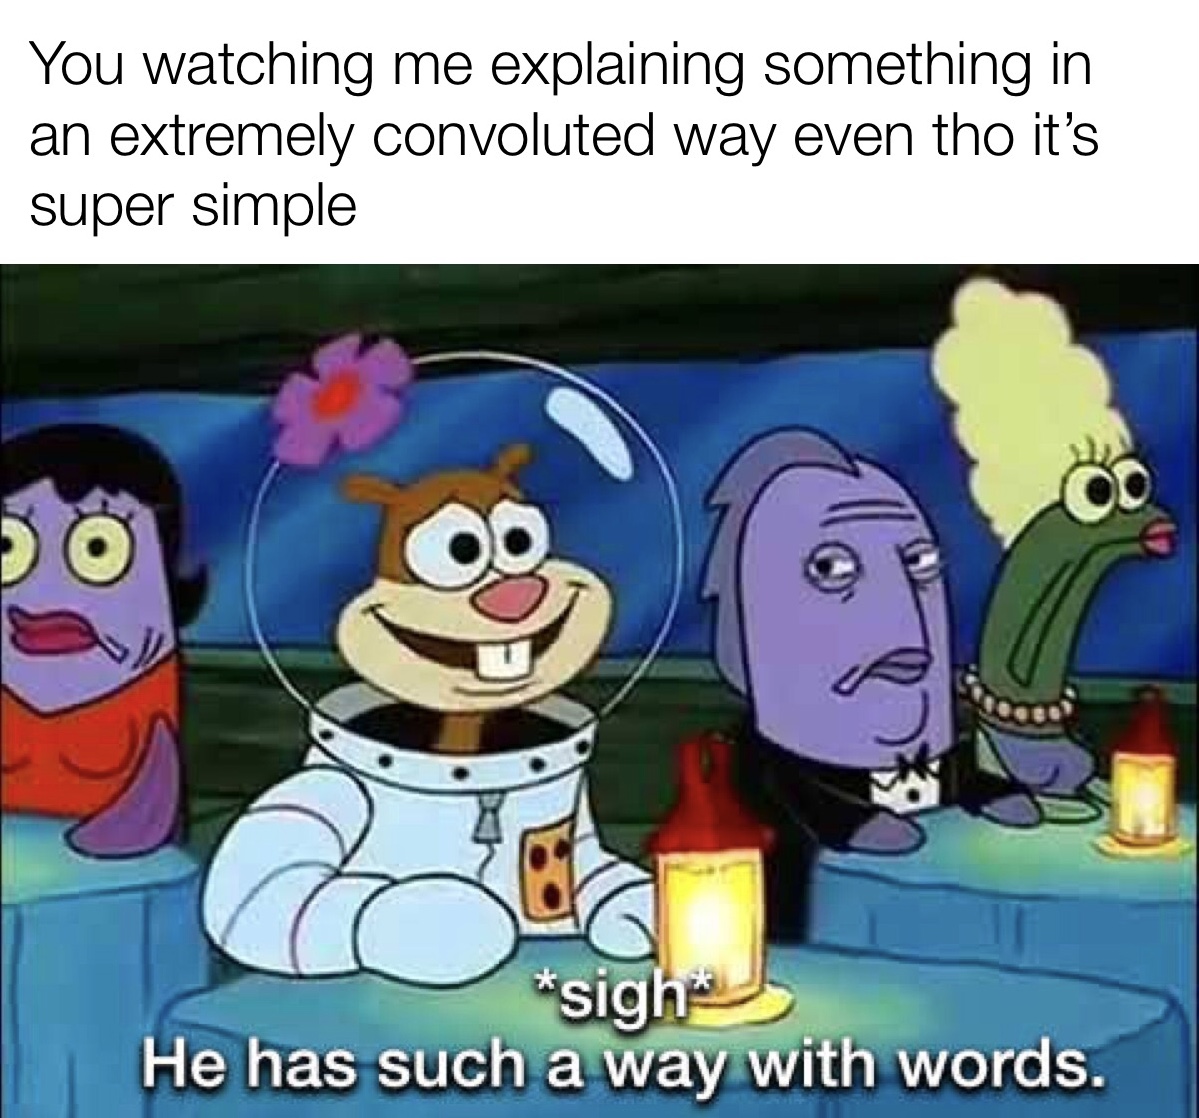 You watching me explaining something in
an extremely convoluted way even tho it’s
super simple
*sigh*
He has such a way with words.